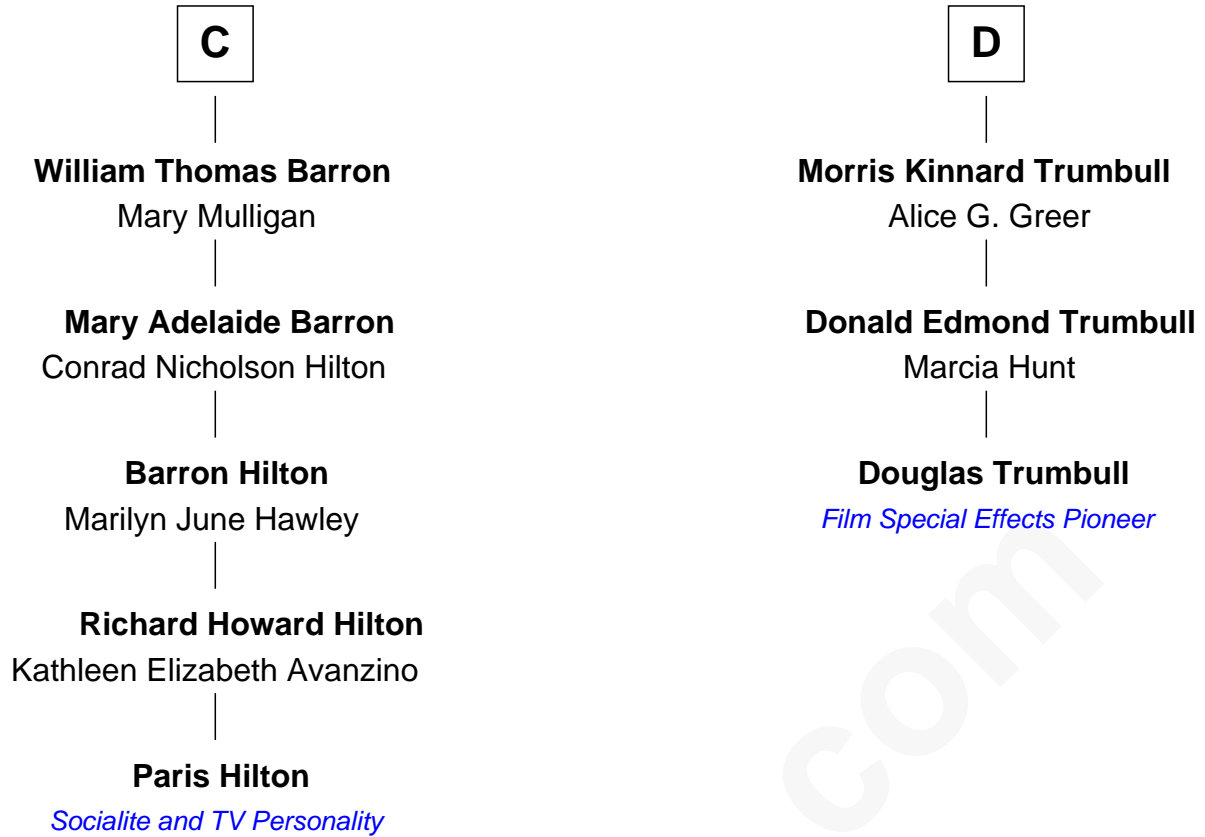 C
William Thomas Barron
Mary Mulligan
Mary Adelaide Barron
Conrad Nicholson Hilton
Barron Hilton
Marilyn June Hawley
Richard Howard Hilton
Kathleen Elizabeth Avanzino
Paris Hilton
Socialite and TV Personality
D
Morris Kinnard Trumbull
Alice G. Greer
Donald Edmond Trumbull
Marcia Hunt
Douglas Trumbull
Film Special Effects Pioneer
com